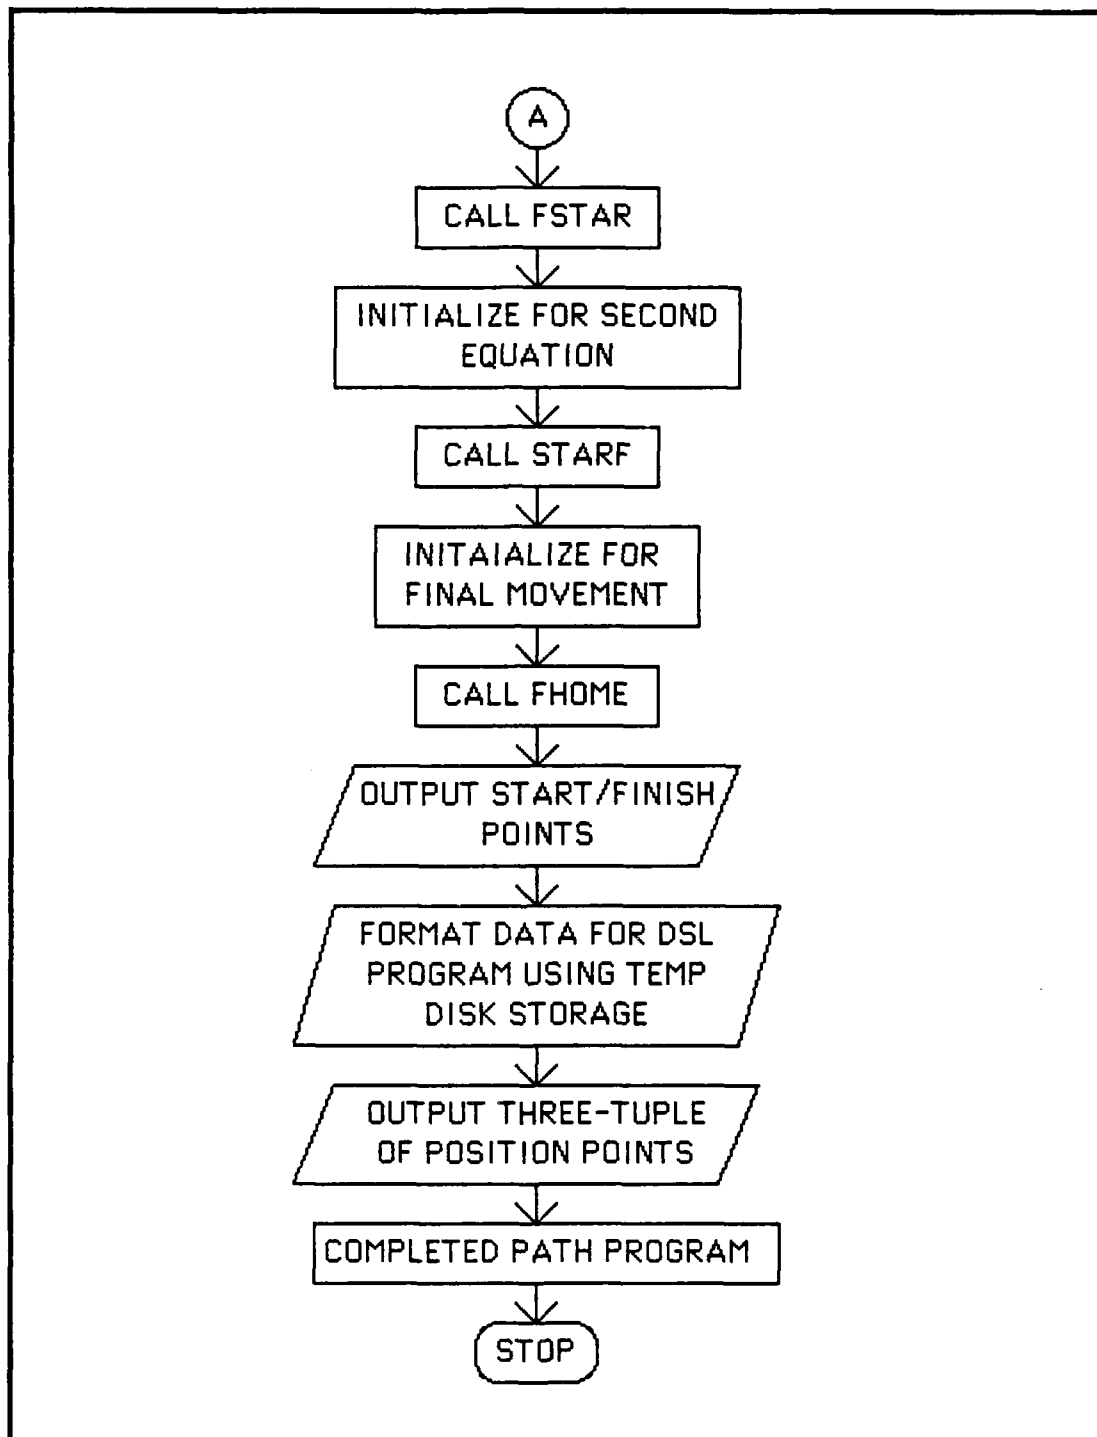 A
CALL FSTAR
INITIALIZE FOR SECOND
EQUATION
CALL STARF
INITAIALIZE FOR
FINAL MOVEMENT
CALL FHOME
OUTPUT START/FINISH
POINTS
FORMAT DATA FOR DSL
PROGRAM USING TEMP
DISK STORAGE
OUTPUT THREE-TUPLE
OF POSITION POINTS
COMPLETED PATH PROGRAM
STOP